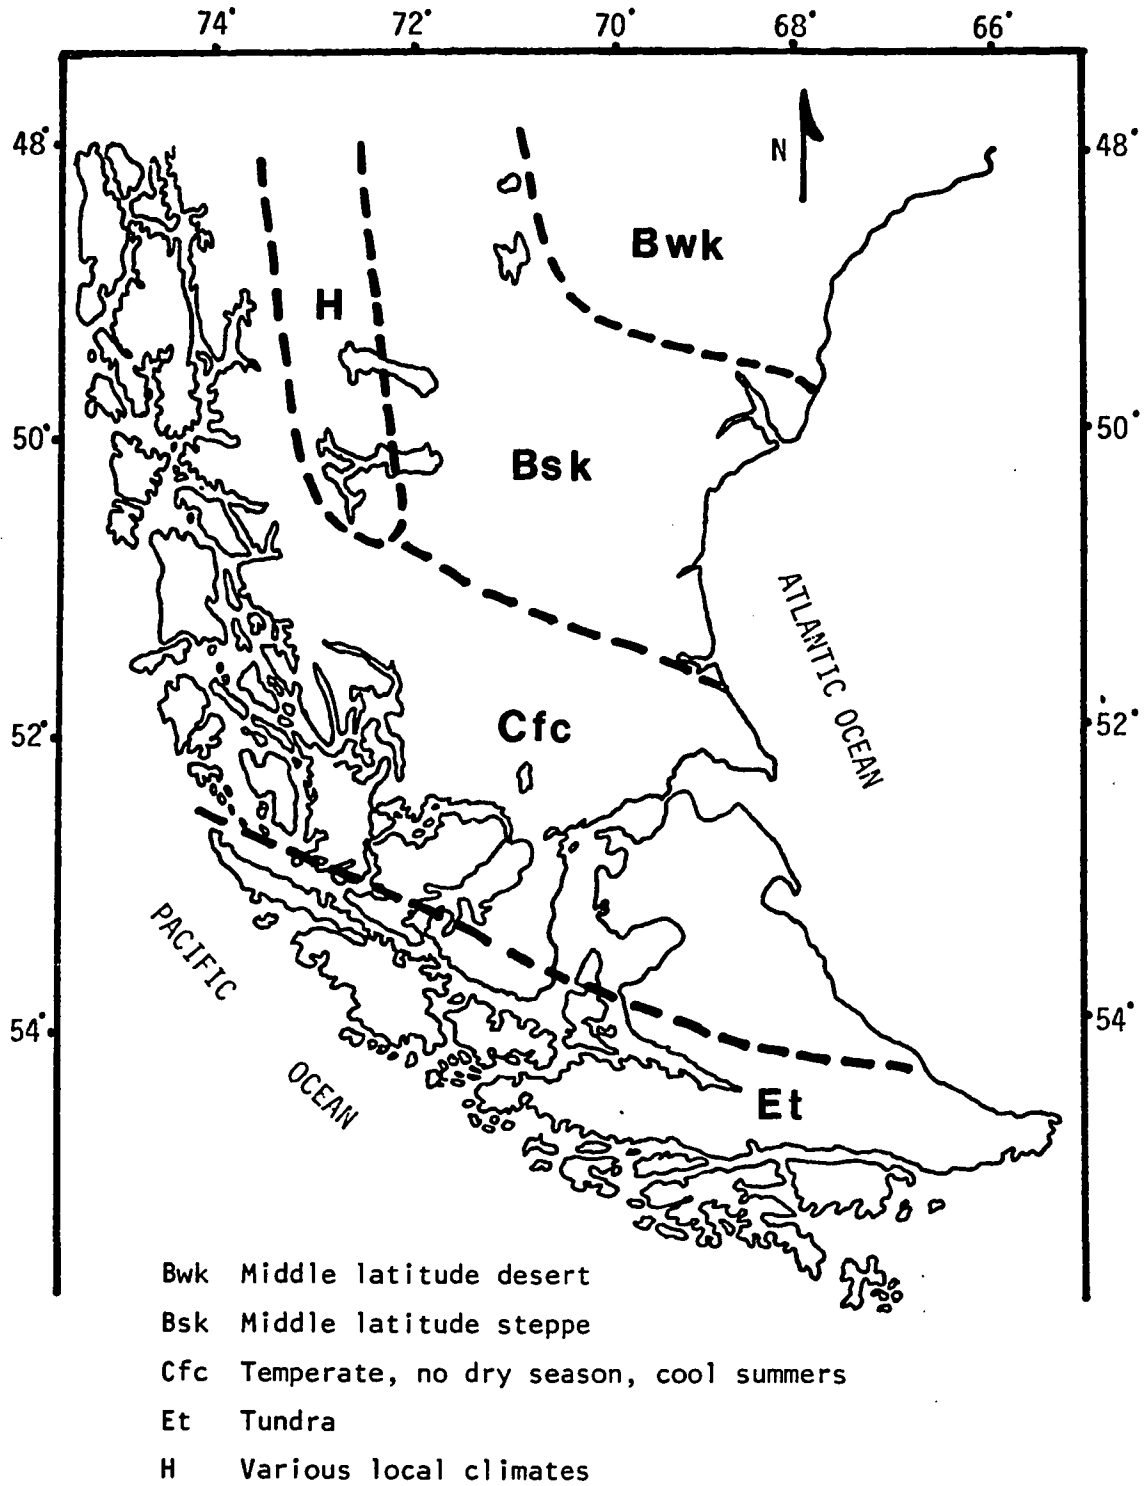 74° 72° 70° 68° 66°
48° 48°
N
Bwk
H
50° 50°
Bsk
ATLANTIC OCEAN
52° 52°
Cfc
PACIFIC
OCEAN
54° 54°
Et
Bwk Middle latitude desert
Bsk Middle latitude steppe
Cfc Temperate, no dry season, cool summers
Et Tundra
H Various local climates